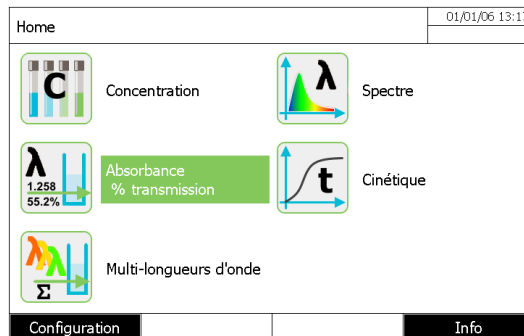 Home
01/01/06 13:17
C
Concentration
λ
Spectre
λ
1.258
55.2%
Absorbance
% transmission
t
Cinétique
λλλ
Σ
Multi-longueurs d'onde
Configuration
Info